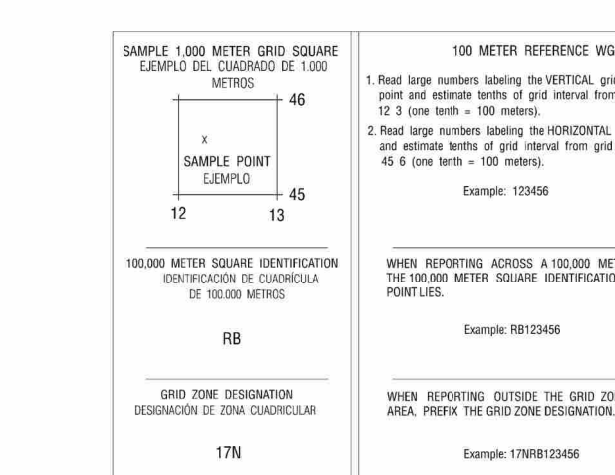 SAMPLE 1,000 METER GRID SQUARE
EJEMPLO DEL CUADRADO DE 1.000
METROS
46
X
SAMPLE POINT
EJEMPLO
45
12 13
100,000 METER SQUARE IDENTIFICATION
IDENTIFICACIÓN DE CUADRÍCULA
DE 100.000 METROS
RB
GRID ZONE DESIGNATION
DESIGNACIÓN DE ZONA CUADRICULAR
17N
100 METER REFERENCE WG
1. Read large numbers labeling the VERTICAL gri
point and estimate tenths of grid interval from
12 3 (one tenth = 100 meters).
2. Read large numbers labeling the HORIZONTAL
and estimate tenths of grid interval from grid
45 6 (one tenth = 100 meters).
Example: 123456
WHEN REPORTING ACROSS A 100,000 MET
THE 100,000 METER SQUARE IDENTIFICATIO
POINT LIES.
Example: RB123456
WHEN REPORTING OUTSIDE THE GRID ZO
AREA, PREFIX THE GRID ZONE DESIGNATION.
Example: 17NRB123456